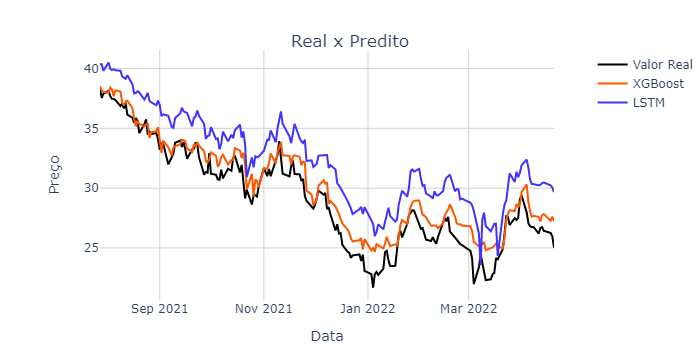 Real x Predito
Valor Real
XGBoost
LSTM
Preço
40
35
30
25
Sep 2021 Nov 2021 Jan 2022 Mar 2022
Data